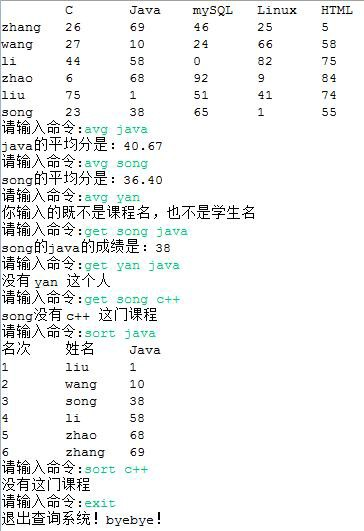 C Java mySQL Linux HTML
zhang 26 69 46 25 5
wang 27 10 24 66 58
li 44 58 0 82 75
zhao 6 68 92 9 84
liu 75 1 51 41 74
song 23 38 65 1 55
请输入命令:avg java
java的平均分是: 40.67
请输入命令:avg song
song的平均分是: 36.40
请输入命令:avg yan
你输入的既不是课程名，也不是学生名
请输入命令:get song java
song的java的成绩是: 38
请输入命令:get yan java
没有yan 这个人
请输入命令:get song c++
song没有c++ 这门课程
请输入命令:sort java
名次 姓名 Java
1 liu 1
2 wang 10
3 song 38
4 li 58
5 zhao 68
6 zhang 69
请输入命令:sort c++
没有这门课程
请输入命令:exit
退出查询系统！byebye!